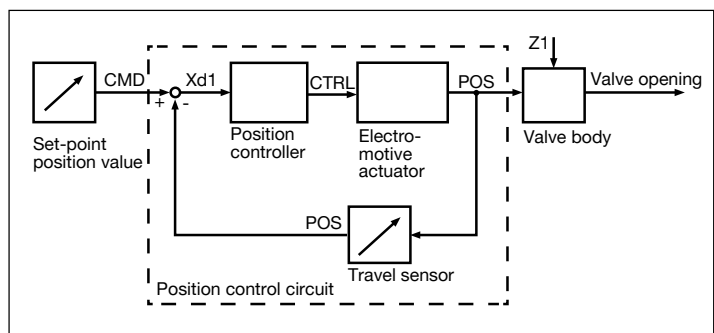 Z1
CMD
Xd1
CTRL
POS
Valve opening
+
-
Set-point
position value
Position
controller
Electro-
motive
actuator
Valve body
POS
Travel sensor
Position control circuit